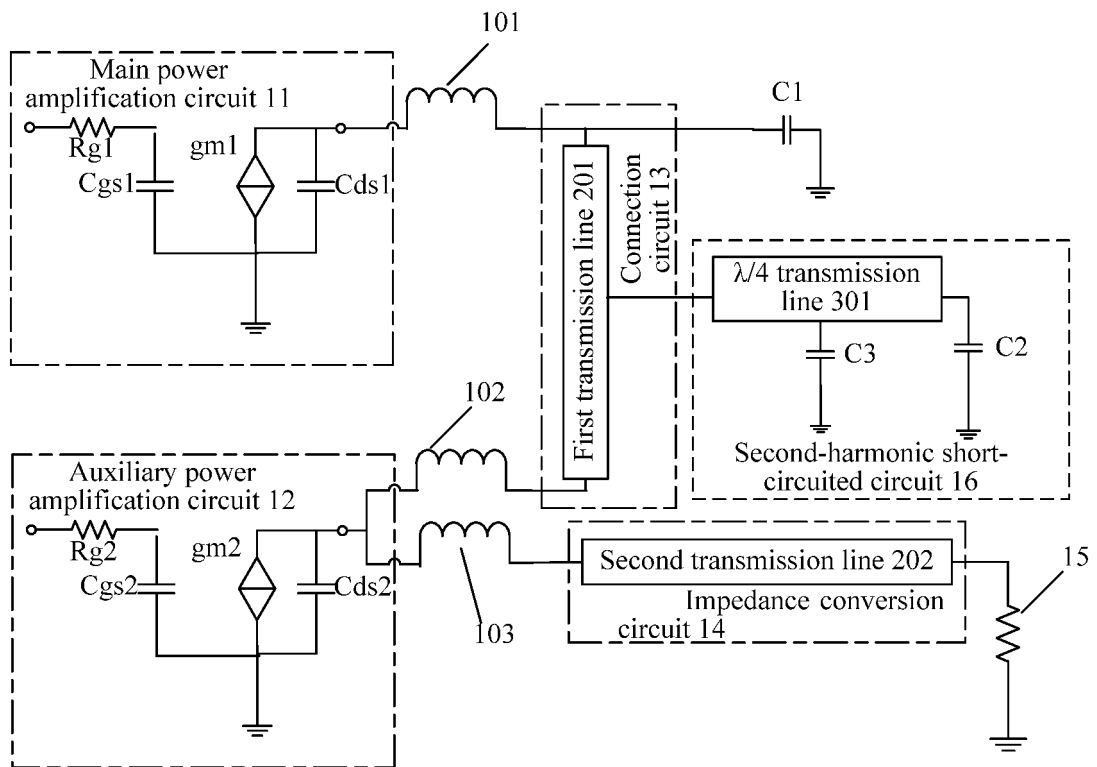 101
Main power
amplification circuit 11
Rg1
Cgs1
gm1
Cds1
C1
First transmission line 201
Connection
circuit 13
λ/4 transmission
line 301
C3
C2
Second-harmonic short-
circuited circuit 16
102
Auxiliary power
amplification circuit 12
Rg2
Cgs2
gm2
Cds2
103
Second transmission line 202
Impedance conversion
circuit 14
15